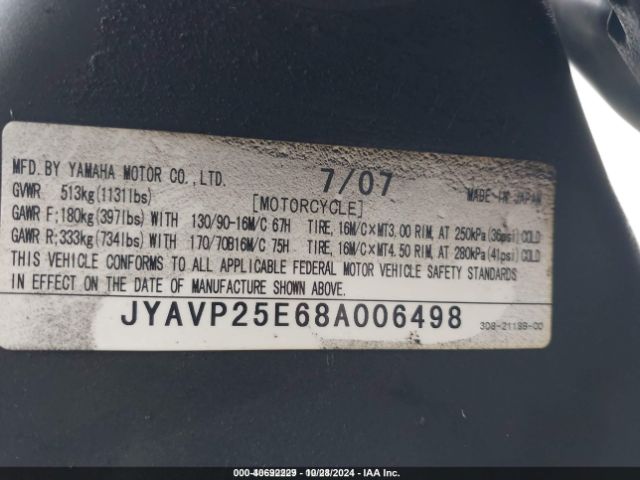 MFD. BY YAMAHA MOTOR CO., LTD. 7/07 MADE IN JAPAN
GVWR 513kg(1131lbs) [MOTORCYCLE]
GAWR F;180kg(397lbs) WITH 130/90-16M/C 67H TIRE, 16M/C×MT3.00 RIM, AT 250kPa(36psi) COLD
GAWR R;333kg(734lbs) WITH 170/70B16M/C 75H TIRE, 16M/C×MT4.50 RIM, AT 280kPa(41psi) COLD
THIS VEHICLE CONFORMS TO ALL APPLICABLE FEDERAL MOTOR VEHICLE SAFETY STANDARDS
IN EFFECT ON THE DATE OF MANUFACTURE SHOWN ABOVE.
JYAVP25E68A006498 3D8-21189-00
- IAA Inc.